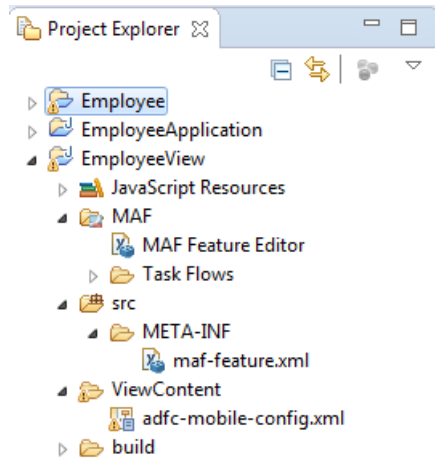 Project Explorer
Employee
EmployeeApplication
EmployeeView
JavaScript Resources
MAF
MAF Feature Editor
Task Flows
src
META-INF
maf-feature.xml
ViewContent
adfc-mobile-config.xml
build